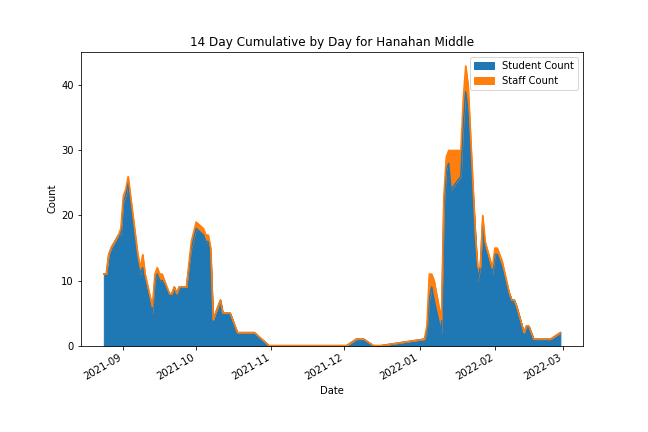 14 Day Cumulative by Day for Hanahan Middle
Student Count
Staff Count
Count
40
30
20
10
0
2021-09
2021-10
2021-11
2021-12
2022-01
2022-02
2022-03
Date